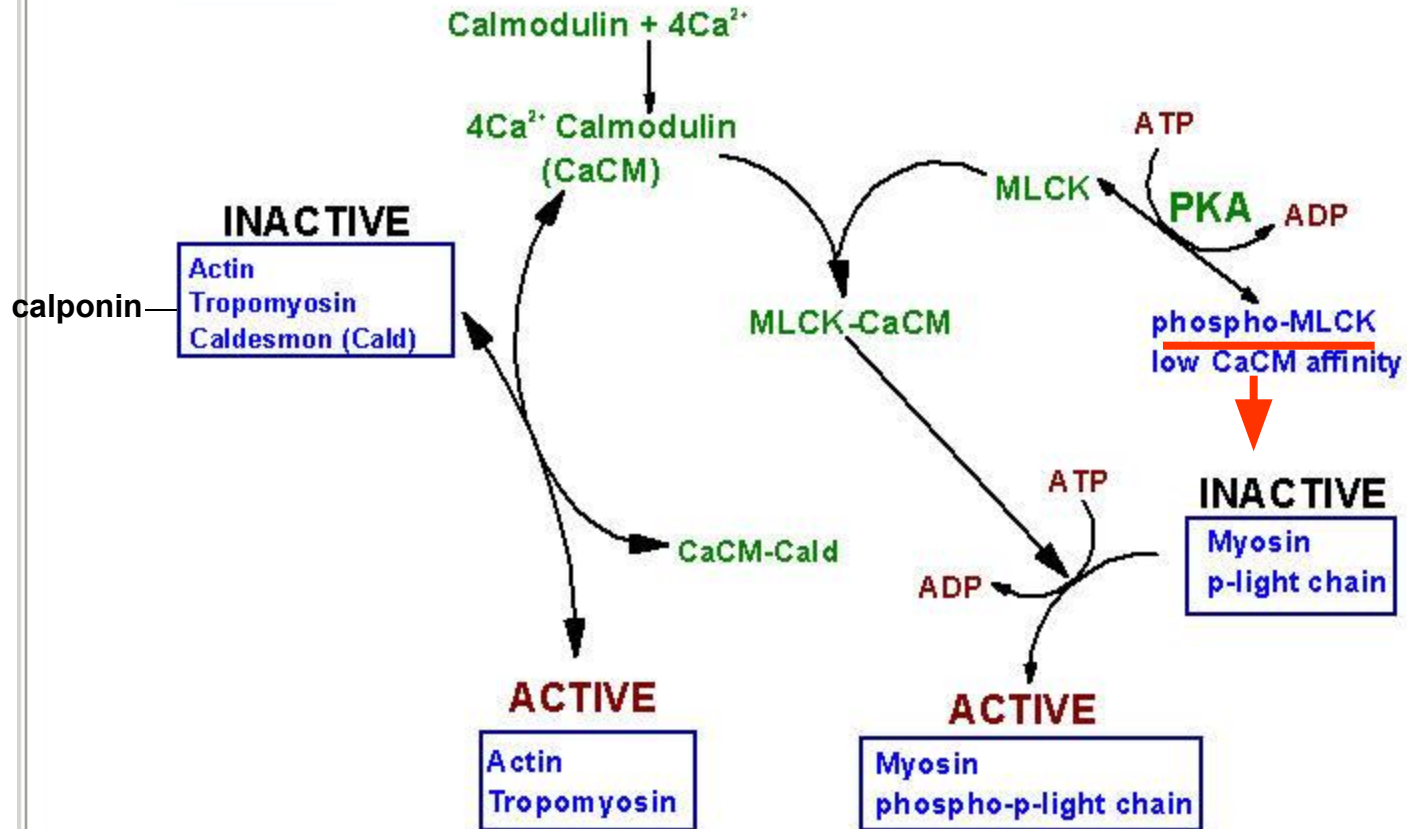 Calmodulin + 4Ca²⁺
4Ca²⁺ Calmodulin
(CaCM)
ATP
MLCK
PKA
ADP
INACTIVE
Actin
Tropomyosin
Caldesmon (Cald)
calponin
MLCK-CaCM
phospho-MLCK
low CaCM affinity
ATP
INACTIVE
Myosin
p-light chain
CaCM-Cald
ADP
ACTIVE
Actin
Tropomyosin
ACTIVE
Myosin
phospho-p-light chain